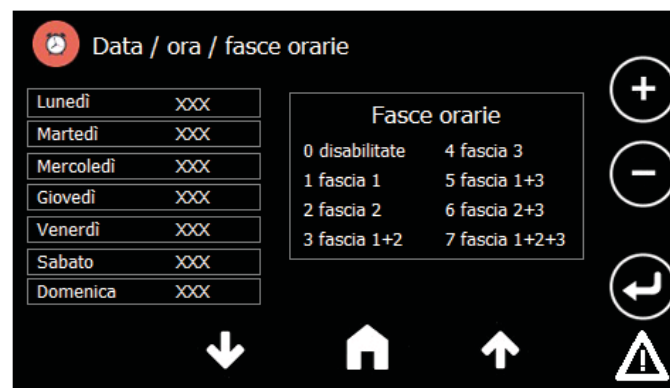 Data / ora / fasce orarie
Lunedì XXX
Martedì XXX
Mercoledì XXX
Giovedì XXX
Venerdì XXX
Sabato XXX
Domenica XXX
Fasce orarie
0 disabilitate 4 fascia 3
1 fascia 1 5 fascia 1+3
2 fascia 2 6 fascia 2+3
3 fascia 1+2 7 fascia 1+2+3